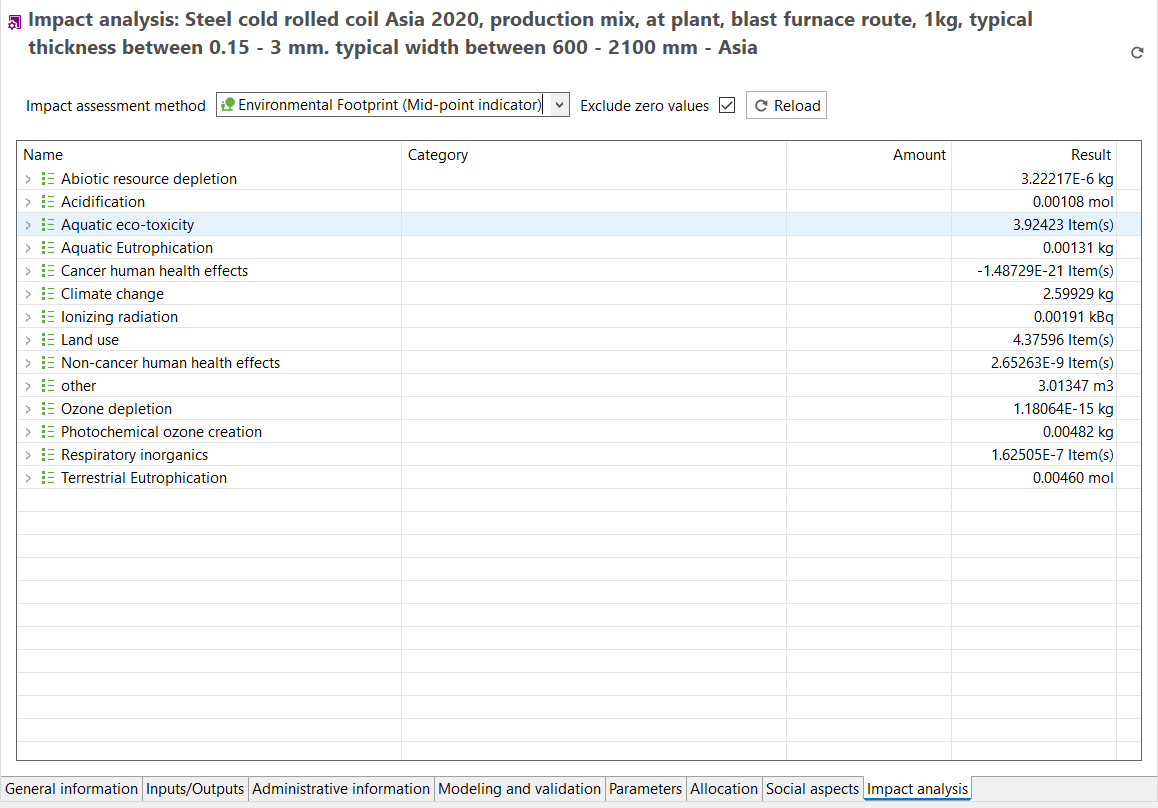 Impact analysis: Steel cold rolled coil Asia 2020, production mix, at plant, blast furnace route, 1kg, typical
thickness between 0.15 - 3 mm. typical width between 600 - 2100 mm - Asia
Impact assessment method Environmental Footprint (Mid-point indicator) Exclude zero values Reload
Name Category Amount Result
Abiotic resource depletion 3.22217E-6 kg
Acidification 0.00108 mol
Aquatic eco-toxicity 3.92423 Item(s)
Aquatic Eutrophication 0.00131 kg
Cancer human health effects -1.48729E-21 Item(s)
Climate change 2.59929 kg
Ionizing radiation 0.00191 kBq
Land use 4.37596 Item(s)
Non-cancer human health effects 2.65263E-9 Item(s)
other 3.01347 m3
Ozone depletion 1.18064E-15 kg
Photochemical ozone creation 0.00482 kg
Respiratory inorganics 1.62505E-7 Item(s)
Terrestrial Eutrophication 0.00460 mol
General information Inputs/Outputs Administrative information Modeling and validation Parameters Allocation Social aspects Impact analysis